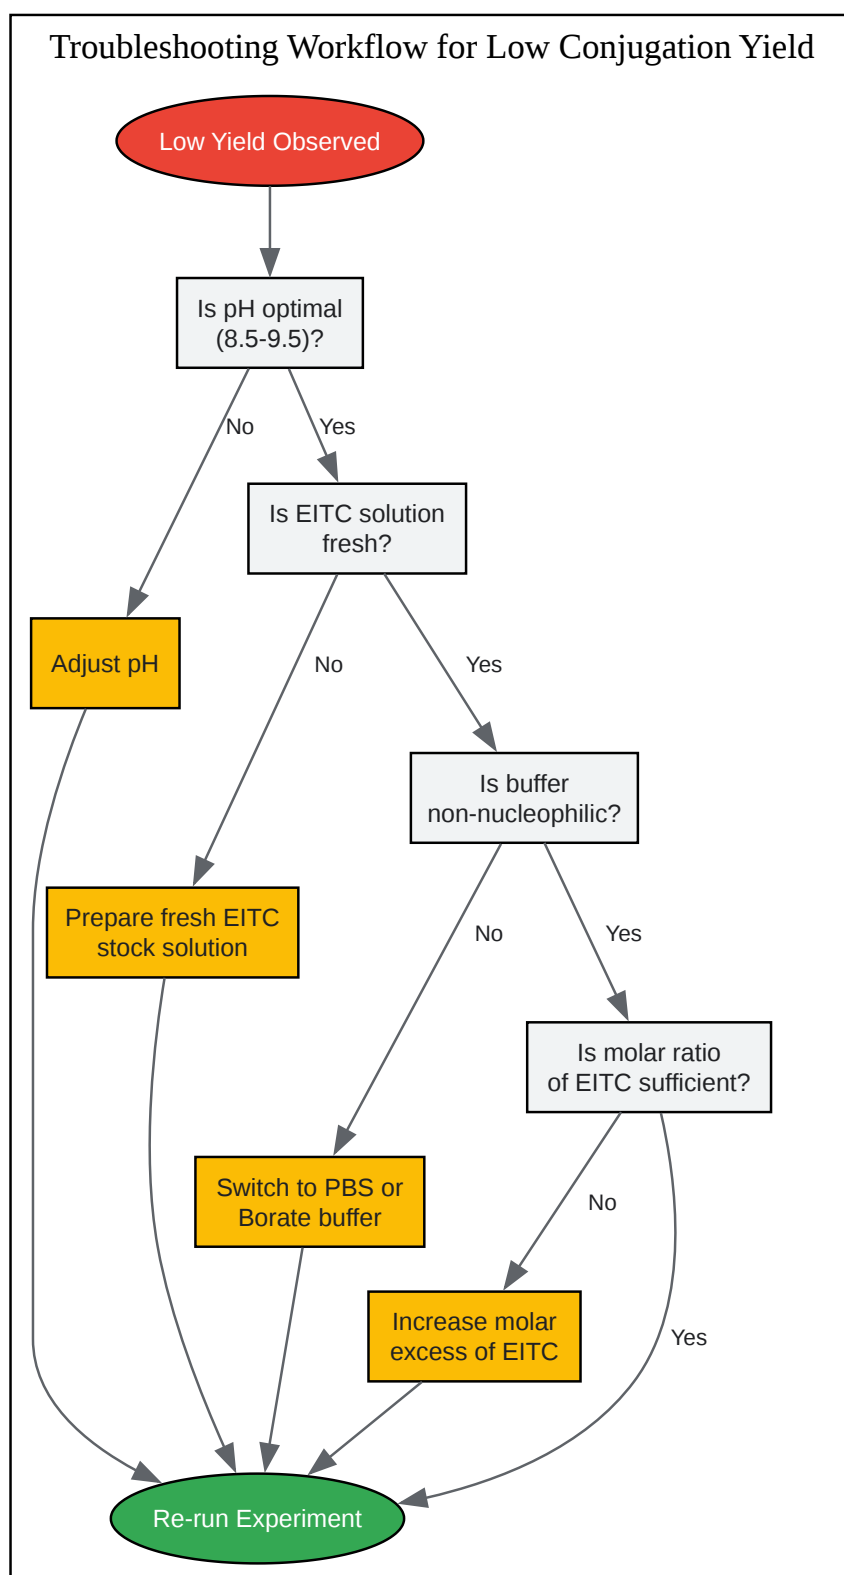 Troubleshooting Workflow for Low Conjugation Yield
Low Yield Observed
Is pH optimal
(8.5-9.5)?
No
Yes
Is EITC solution
fresh?
Adjust pH
No
Yes
Is buffer
non-nucleophilic?
Prepare fresh EITC
stock solution
No
Yes
Is molar ratio
of EITC sufficient?
Switch to PBS or
Borate buffer
No
Increase molar
excess of EITC
Yes
Re-run Experiment